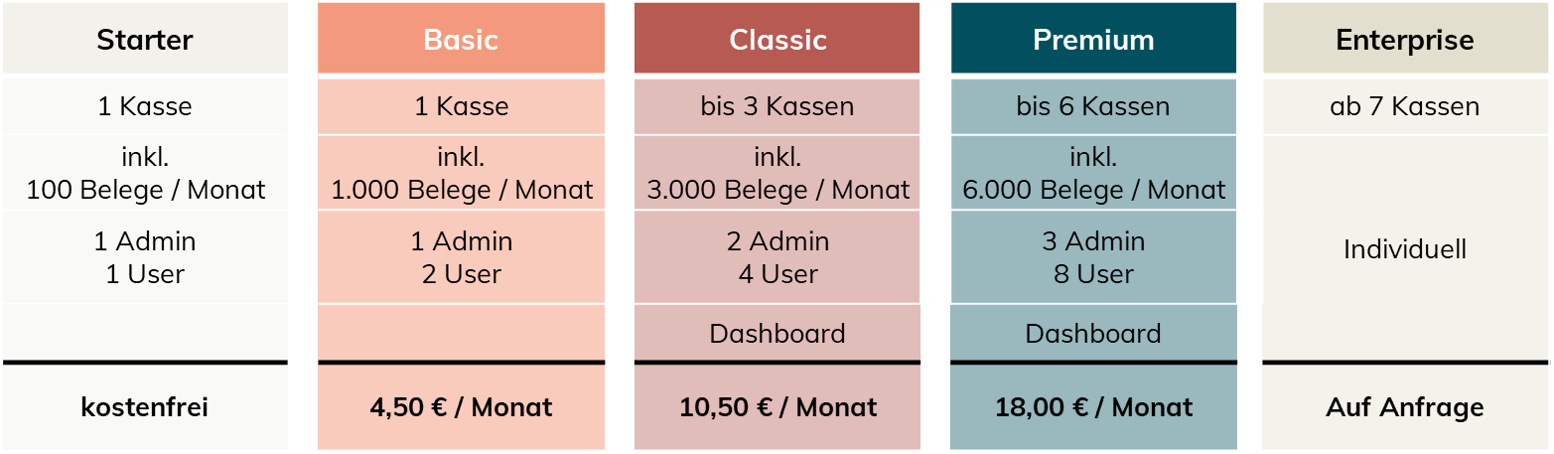 Starter
1 Kasse
inkl.
100 Belege / Monat
1 Admin
1 User
kostenfrei
Basic
1 Kasse
inkl.
1.000 Belege / Monat
1 Admin
2 User
4,50 € / Monat
Classic
bis 3 Kassen
inkl.
3.000 Belege / Monat
2 Admin
4 User
Dashboard
10,50 € / Monat
Premium
bis 6 Kassen
inkl.
6.000 Belege / Monat
3 Admin
8 User
Dashboard
18,00 € / Monat
Enterprise
ab 7 Kassen
Individuell
Auf Anfrage